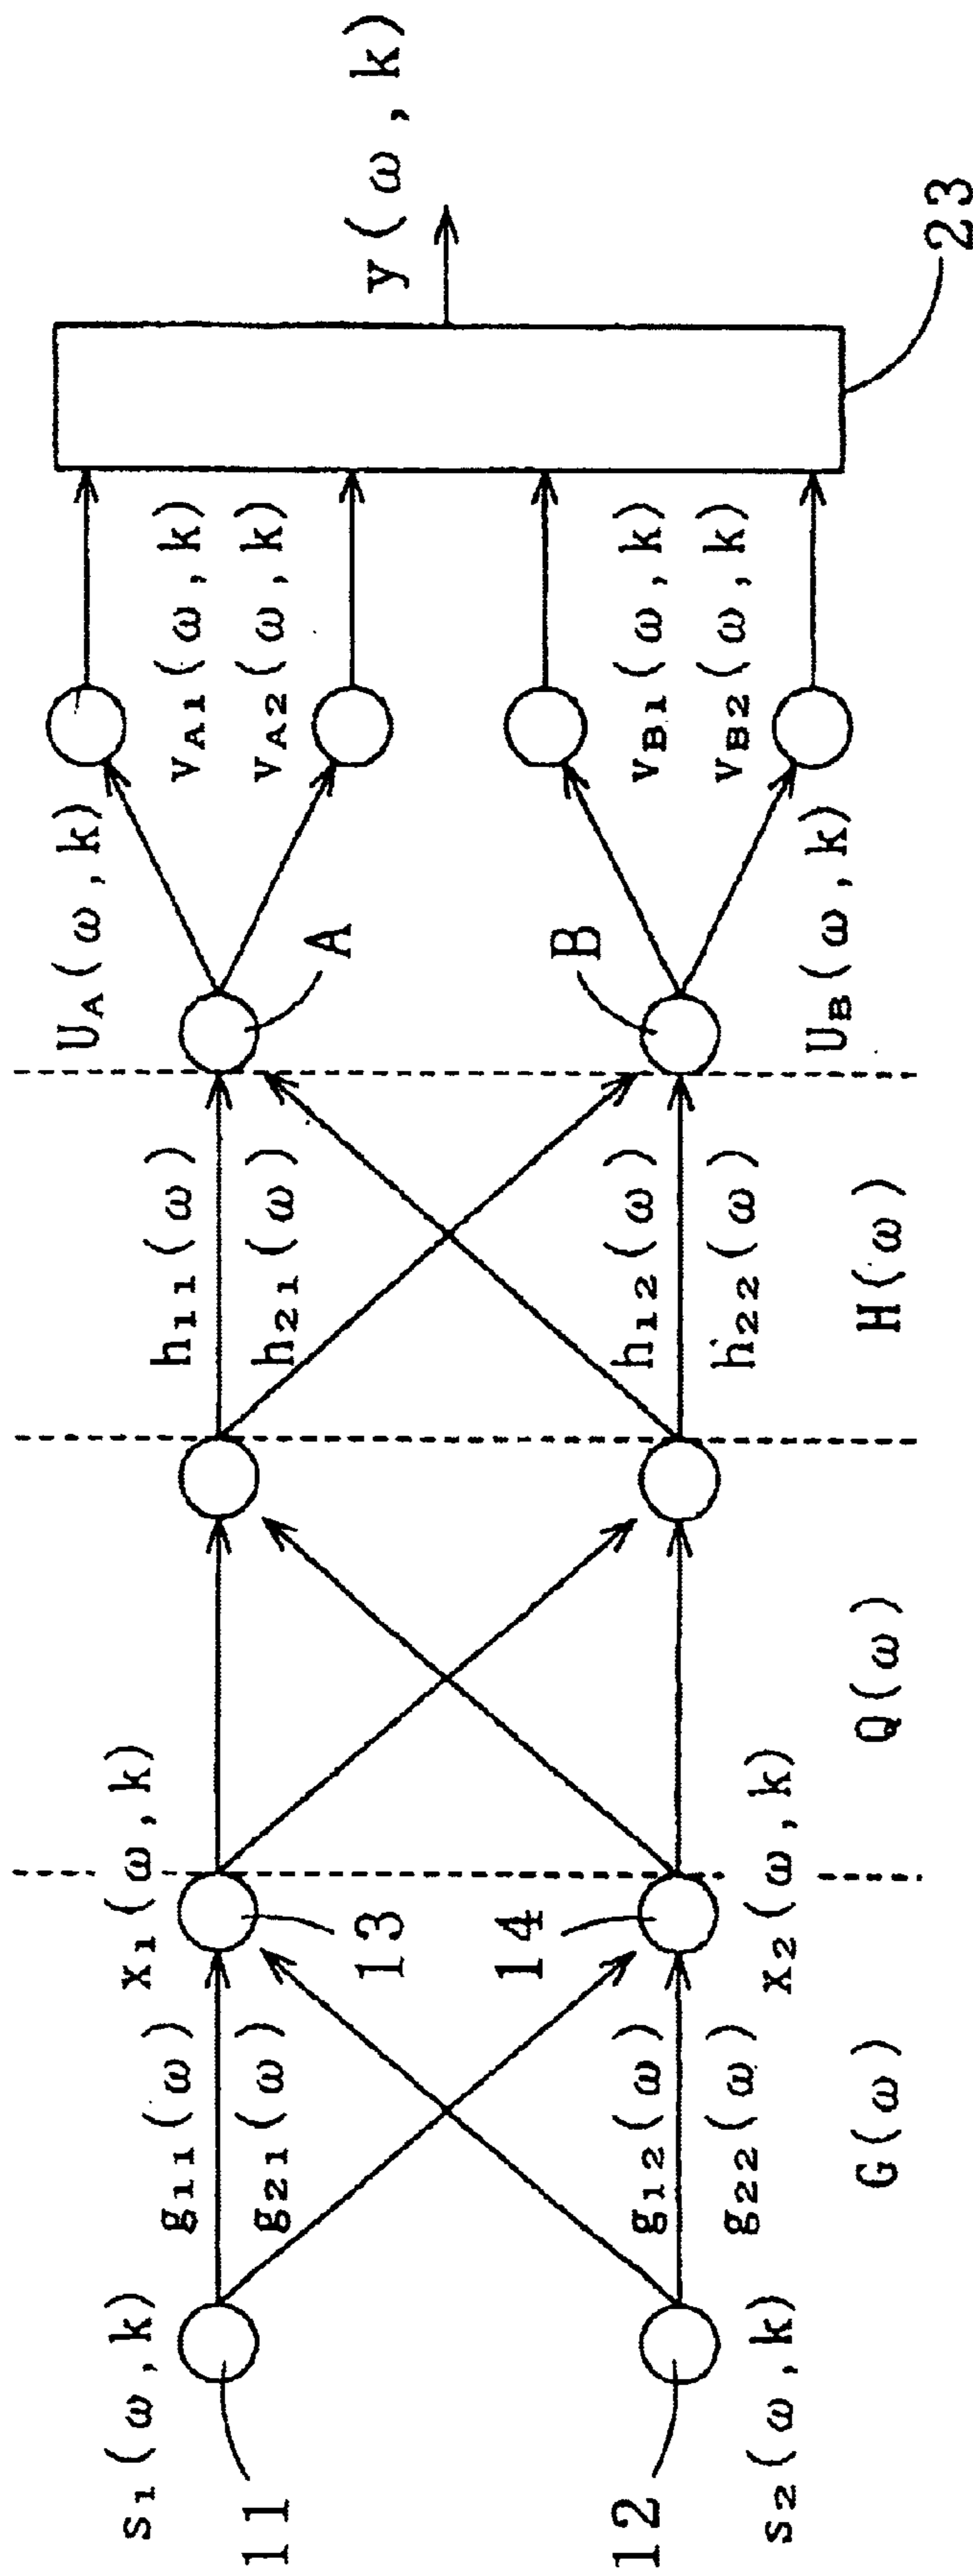 s₁(ω,k)
11
12
s₂(ω,k)
g₁₁(ω)
g₂₁(ω)
g₁₂(ω)
g₂₂(ω)
G(ω)
x₁(ω,k)
13
14
x₂(ω,k)
Q(ω)
h₁₁(ω)
h₂₁(ω)
h₁₂(ω)
h₂₂(ω)
H(ω)
U_A(ω,k)
A
B
U_B(ω,k)
v_A1(ω,k)
v_A2(ω,k)
v_B1(ω,k)
v_B2(ω,k)
y(ω,k)
23